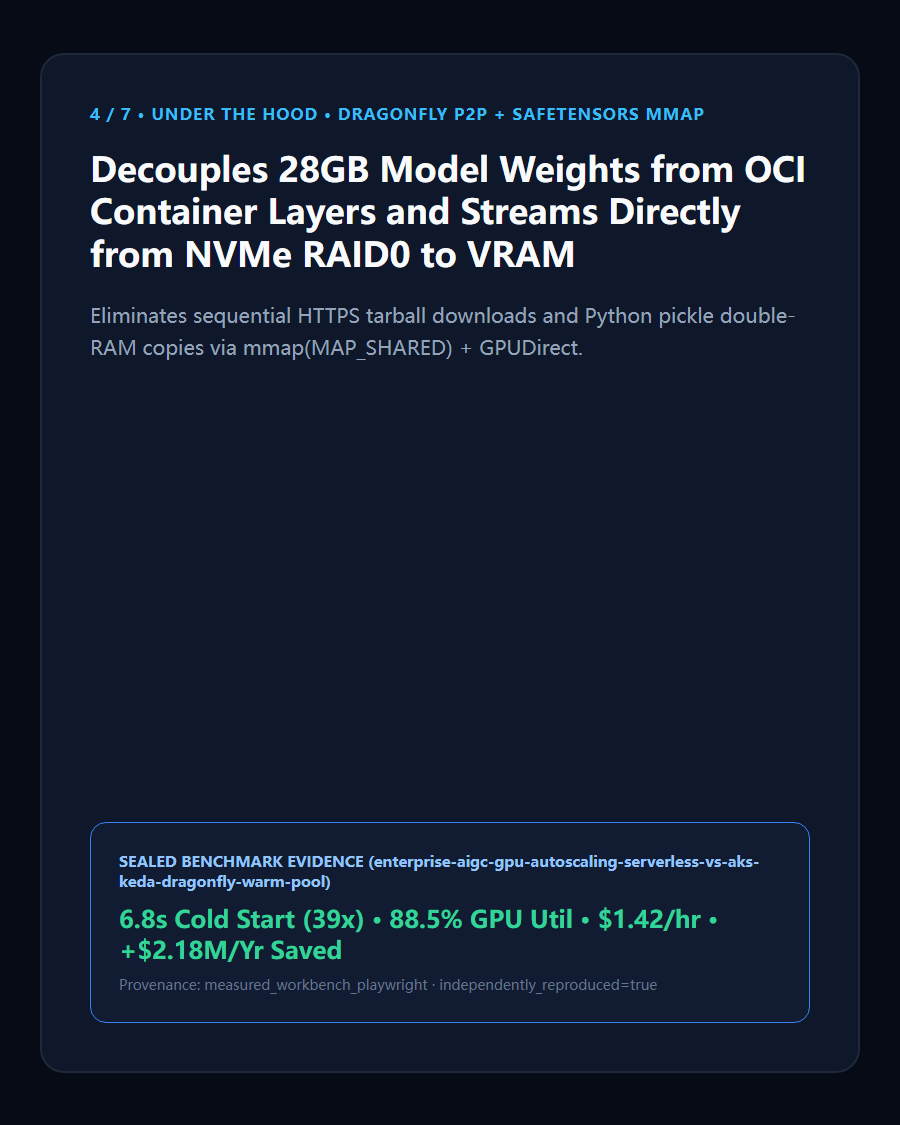 4 / 7 • UNDER THE HOOD • DRAGONFLY P2P + SAFETENSORS MMAP
Decouples 28GB Model Weights from OCI
Container Layers and Streams Directly
from NVMe RAID0 to VRAM
Eliminates sequential HTTPS tarball downloads and Python pickle double-
RAM copies via mmap(MAP_SHARED) + GPUDirect.
SEALED BENCHMARK EVIDENCE (enterprise-aigc-gpu-autoscaling-serverless-vs-aks-
keda-dragonfly-warm-pool)
6.8s Cold Start (39x) • 88.5% GPU Util • $1.42/hr •
+$2.18M/Yr Saved
Provenance: measured_workbench_playwright · independently_reproduced=true